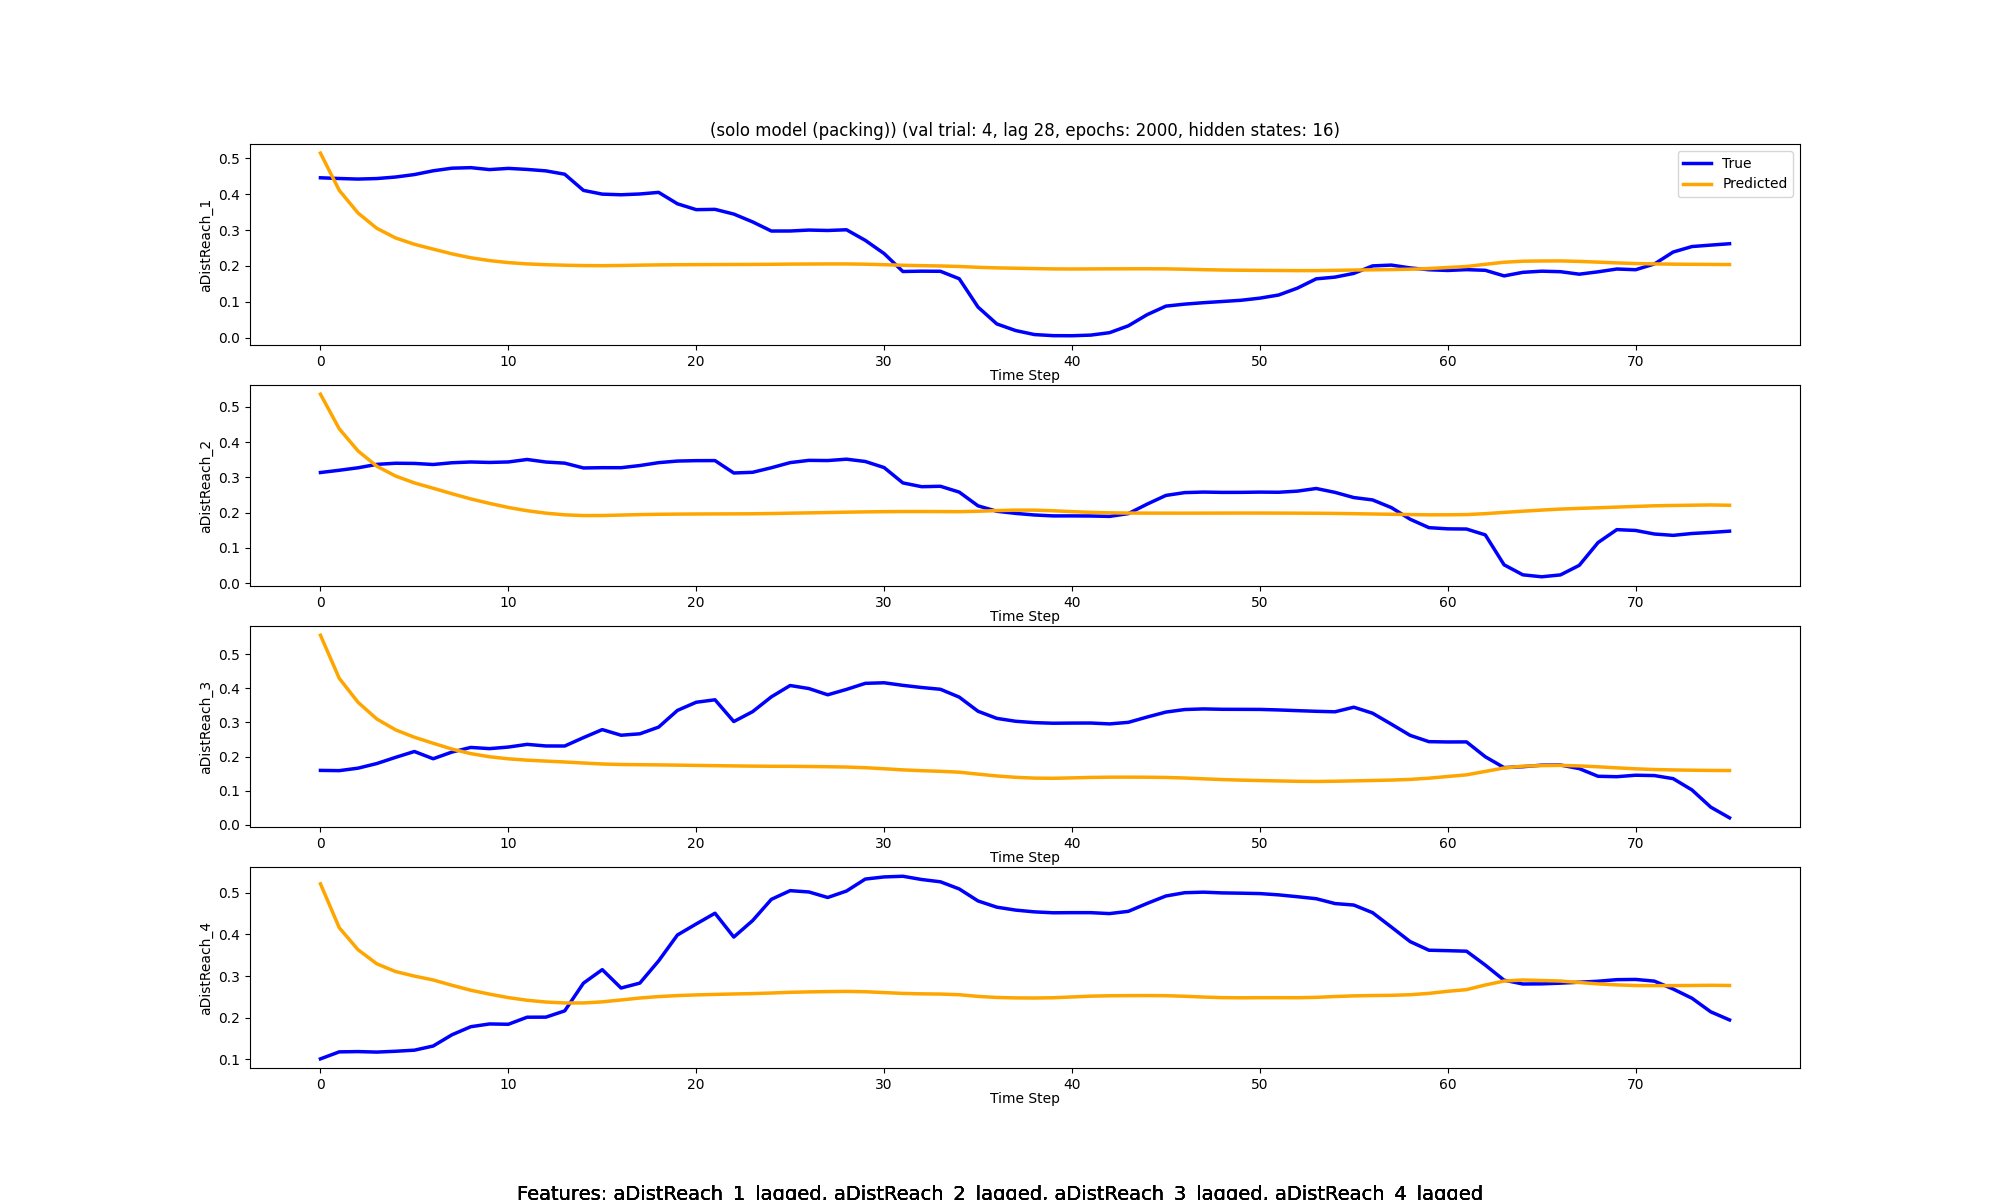 (solo model (packing)) (val trial: 4, lag 28, epochs: 2000, hidden states: 16)
aDistReach_1
0.5
0.4
0.3
0.2
0.1
0.0
True
Predicted
0 10 20 30 40 50 60 70
Time Step
aDistReach_2
0.5
0.4
0.3
0.2
0.1
0.0
0 10 20 30 40 50 60 70
Time Step
aDistReach_3
0.5
0.4
0.3
0.2
0.1
0.0
0 10 20 30 40 50 60 70
Time Step
aDistReach_4
0.5
0.4
0.3
0.2
0.1
0 10 20 30 40 50 60 70
Time Step
Features: aDistReach_1_lagged, aDistReach_2_lagged, aDistReach_3_lagged, aDistReach_4_lagged